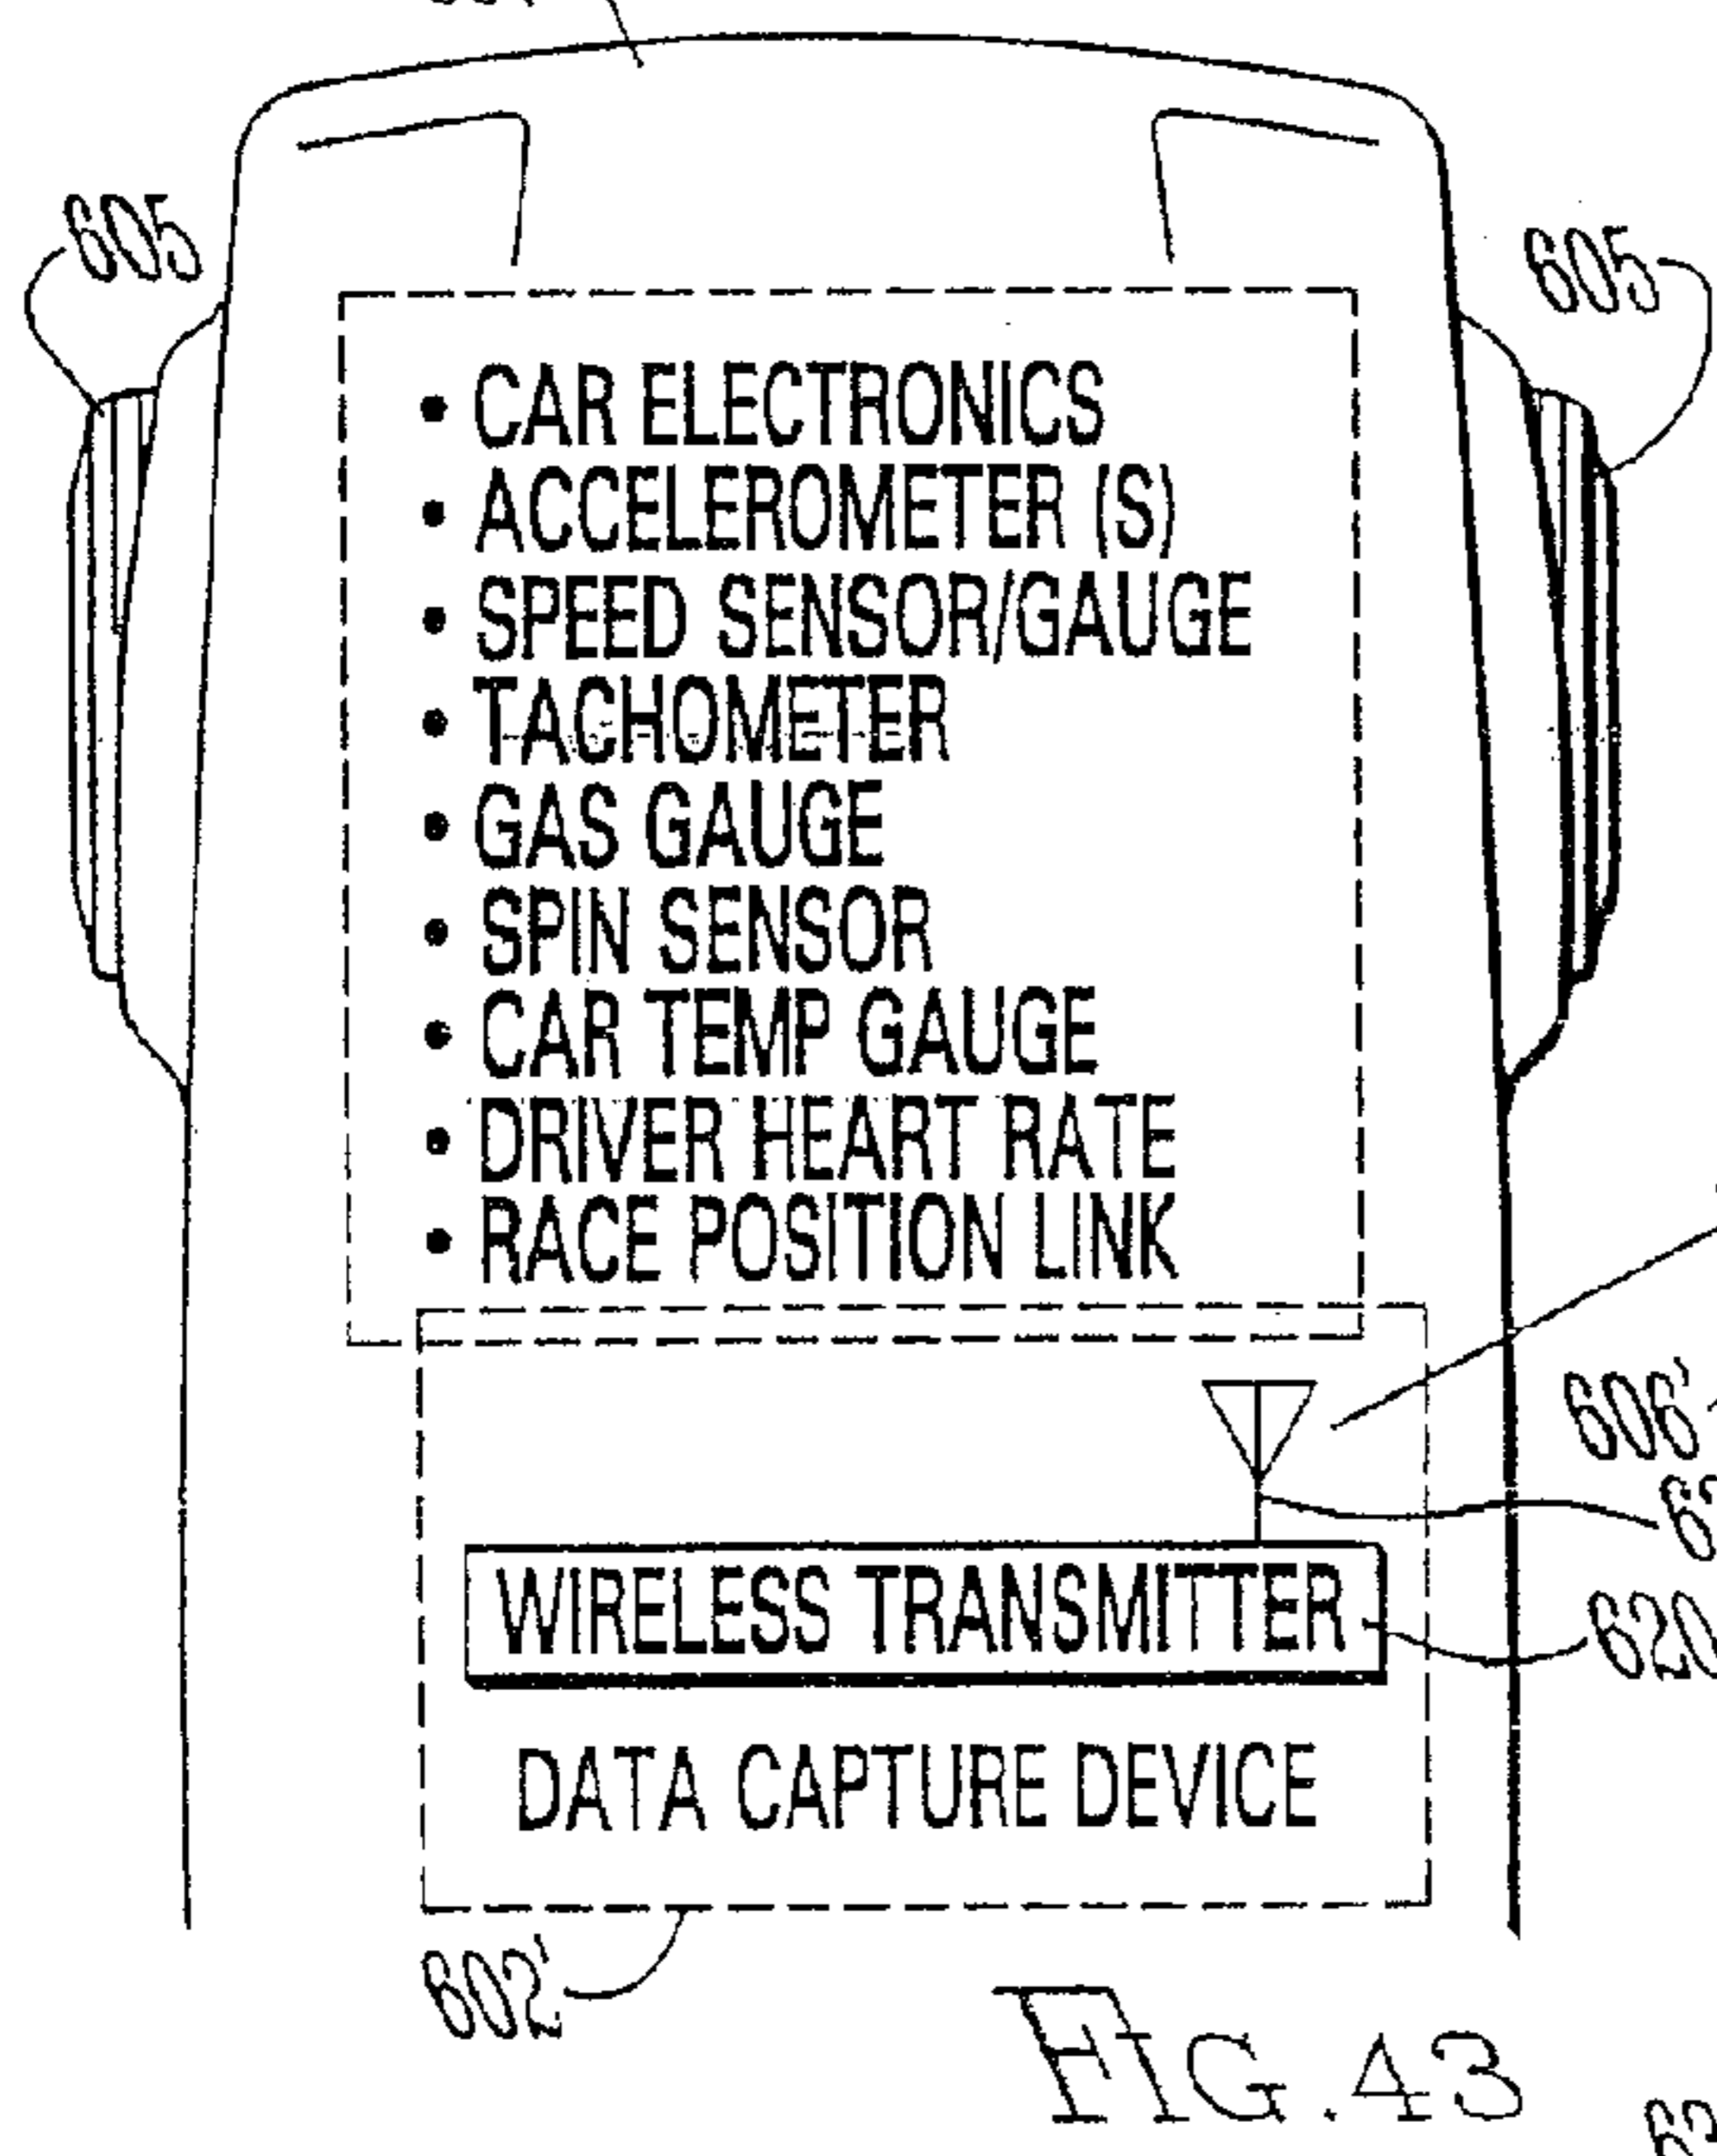 605
605
• CAR ELECTRONICS
• ACCELEROMETER (S)
• SPEED SENSOR/GAUGE
• TACHOMETER
• GAS GAUGE
• SPIN SENSOR
• CAR TEMP GAUGE
• DRIVER HEART RATE
• RACE POSITION LINK
606'
WIRELESS TRANSMITTER
620
DATA CAPTURE DEVICE
602'
FIG.43